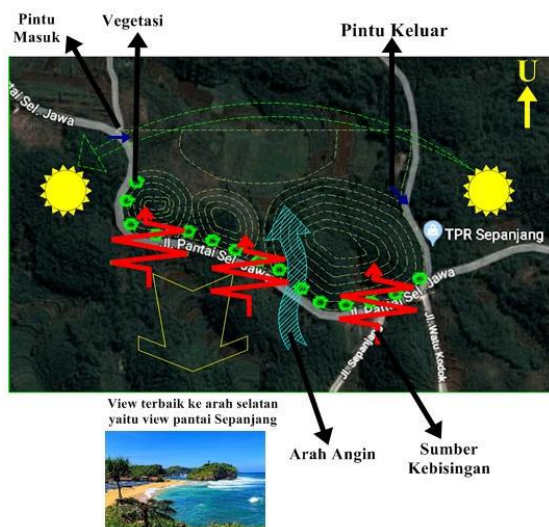 Pintu
Masuk
Vegetasi
Pintu Keluar
U
Pantai Sel. Jawa
TPR Sepanjang
Jl. Pantai Sel. Jawa
Jl. Pantai Sel. Jawa
Jl. Sepanjang
Jl. Watu Kodok
View terbaik ke arah selatan
yaitu view pantai Sepanjang
Arah Angin
Sumber
Kebisingan